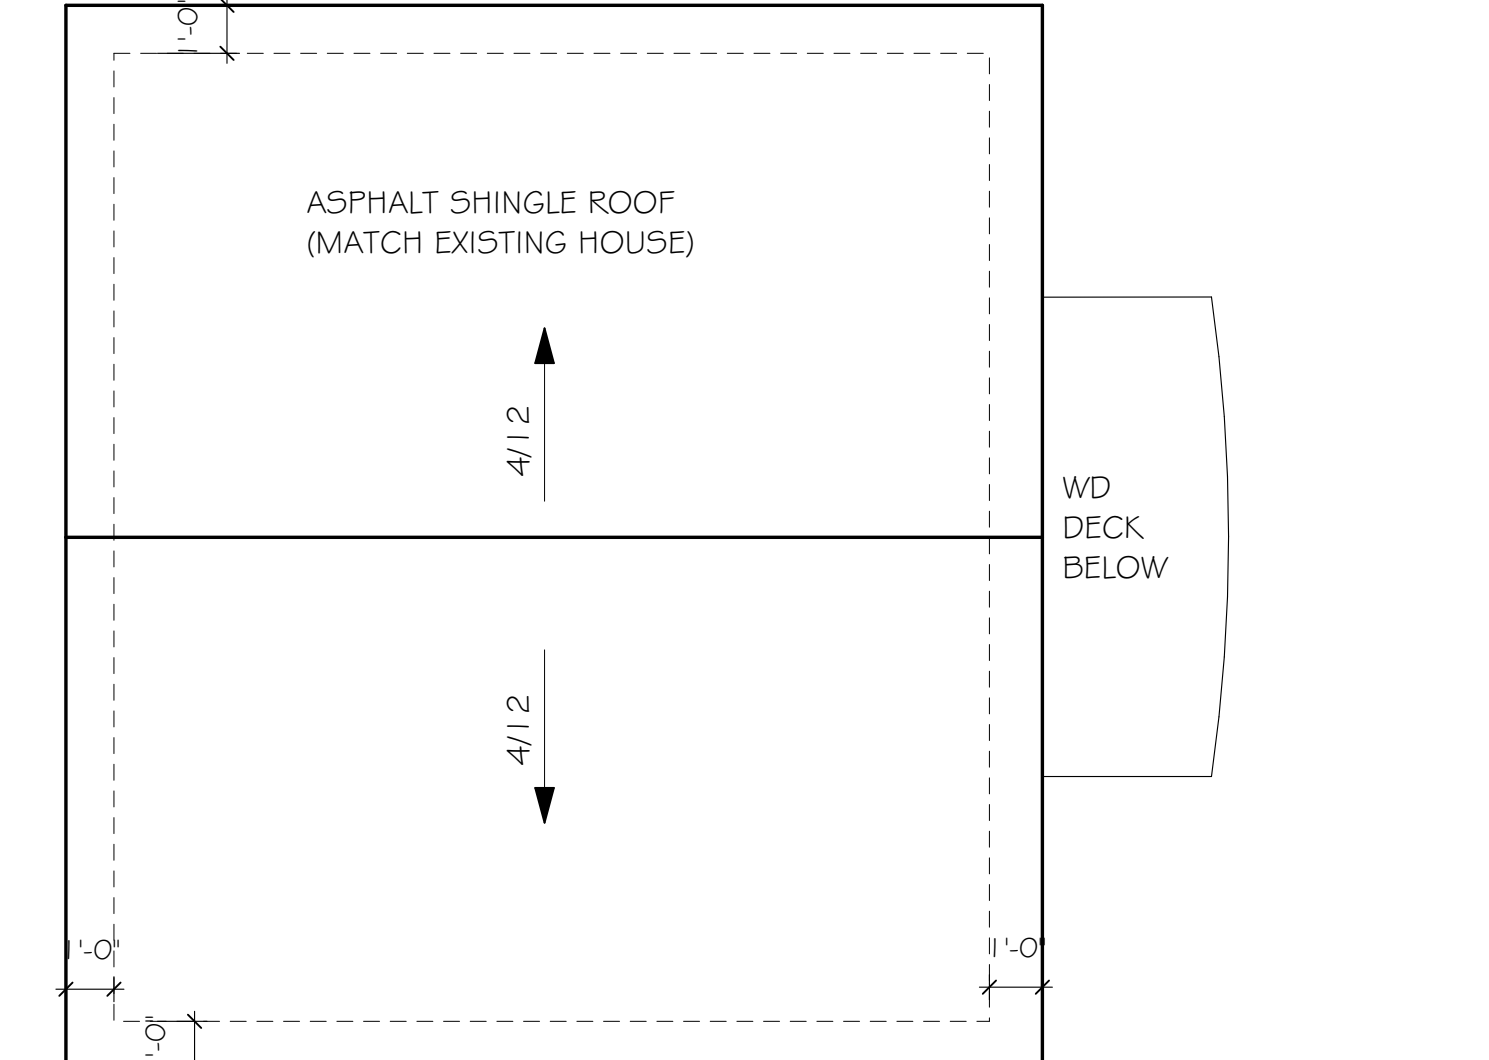 1'-0"
ASPHALT SHINGLE ROOF
(MATCH EXISTING HOUSE)
4/12
WD
DECK
BELOW
4/12
1'-0"
1'-0"
'-0"